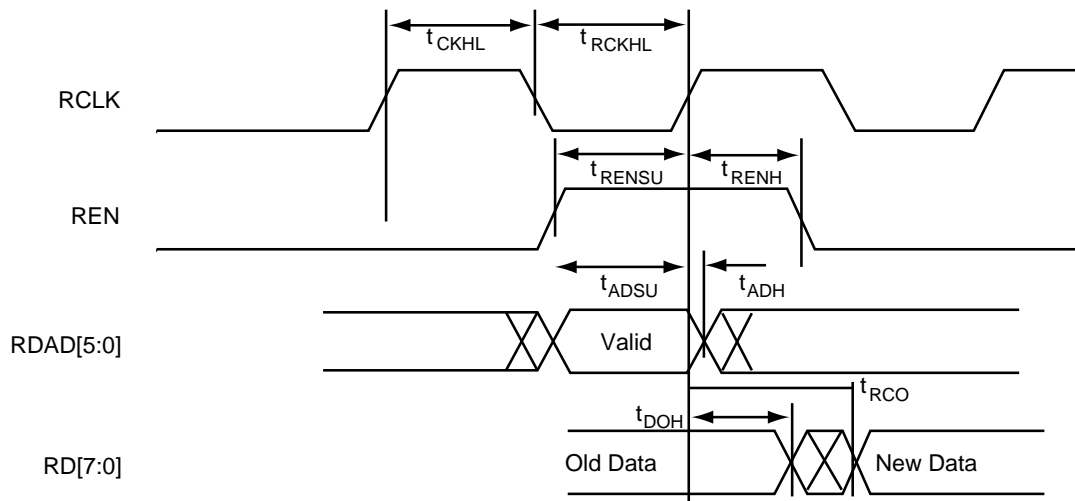 tCKHL tRCKHL
RCLK
tRENSU tRENH
REN
tADSU tADH
RDAD[5:0] Valid
tRCO
tDOH
RD[7:0] Old Data New Data